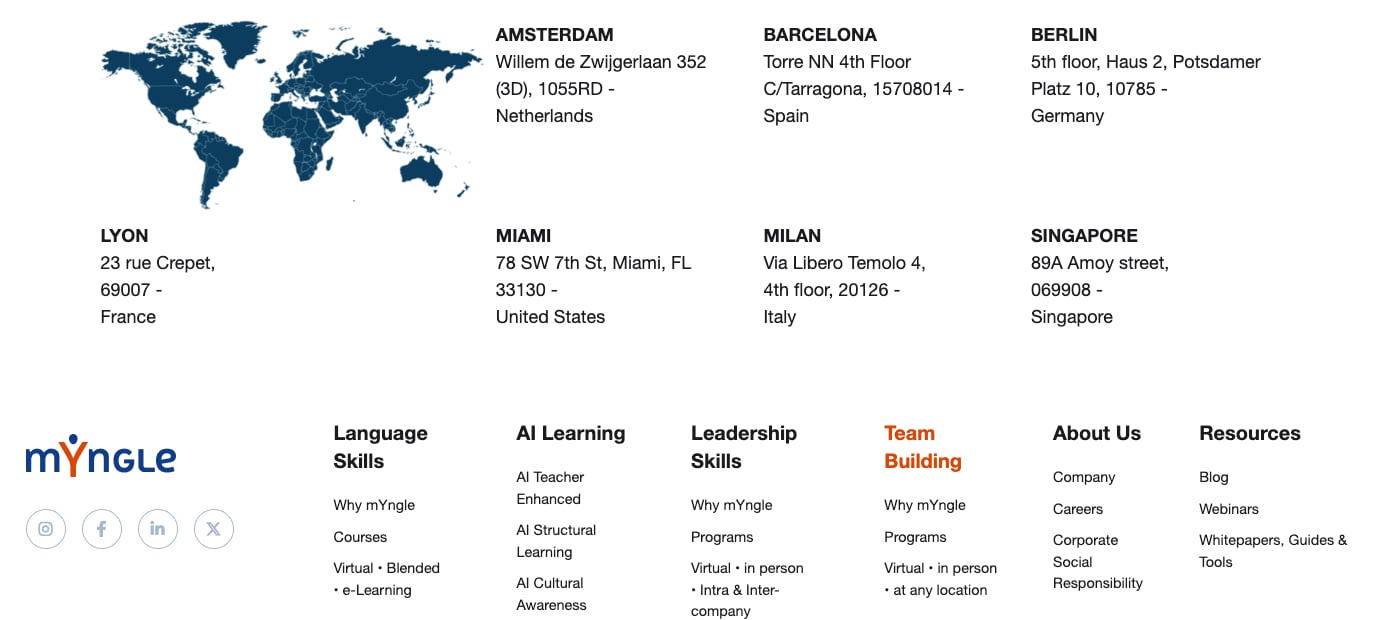 AMSTERDAM
Willem de Zwijgerlaan 352
(3D), 1055RD -
Netherlands
BARCELONA
Torre NN 4th Floor
C/Tarragona, 15708014 -
Spain
BERLIN
5th floor, Haus 2, Potsdamer
Platz 10, 10785 -
Germany
LYON
23 rue Crepet,
69007 -
France
MIAMI
78 SW 7th St, Miami, FL
33130 -
United States
MILAN
Via Libero Temolo 4,
4th floor, 20126 -
Italy
SINGAPORE
89A Amoy street,
069908 -
Singapore
mYngle
Language
Skills
Why mYngle
Courses
Virtual • Blended
• e-Learning
AI Learning
AI Teacher
Enhanced
AI Structural
Learning
AI Cultural
Awareness
Leadership
Skills
Why mYngle
Programs
Virtual • in person
• Intra & Inter-
company
Team
Building
Why mYngle
Programs
Virtual • in person
• at any location
About Us
Company
Careers
Corporate
Social
Responsibility
Resources
Blog
Webinars
Whitepapers, Guides &
Tools